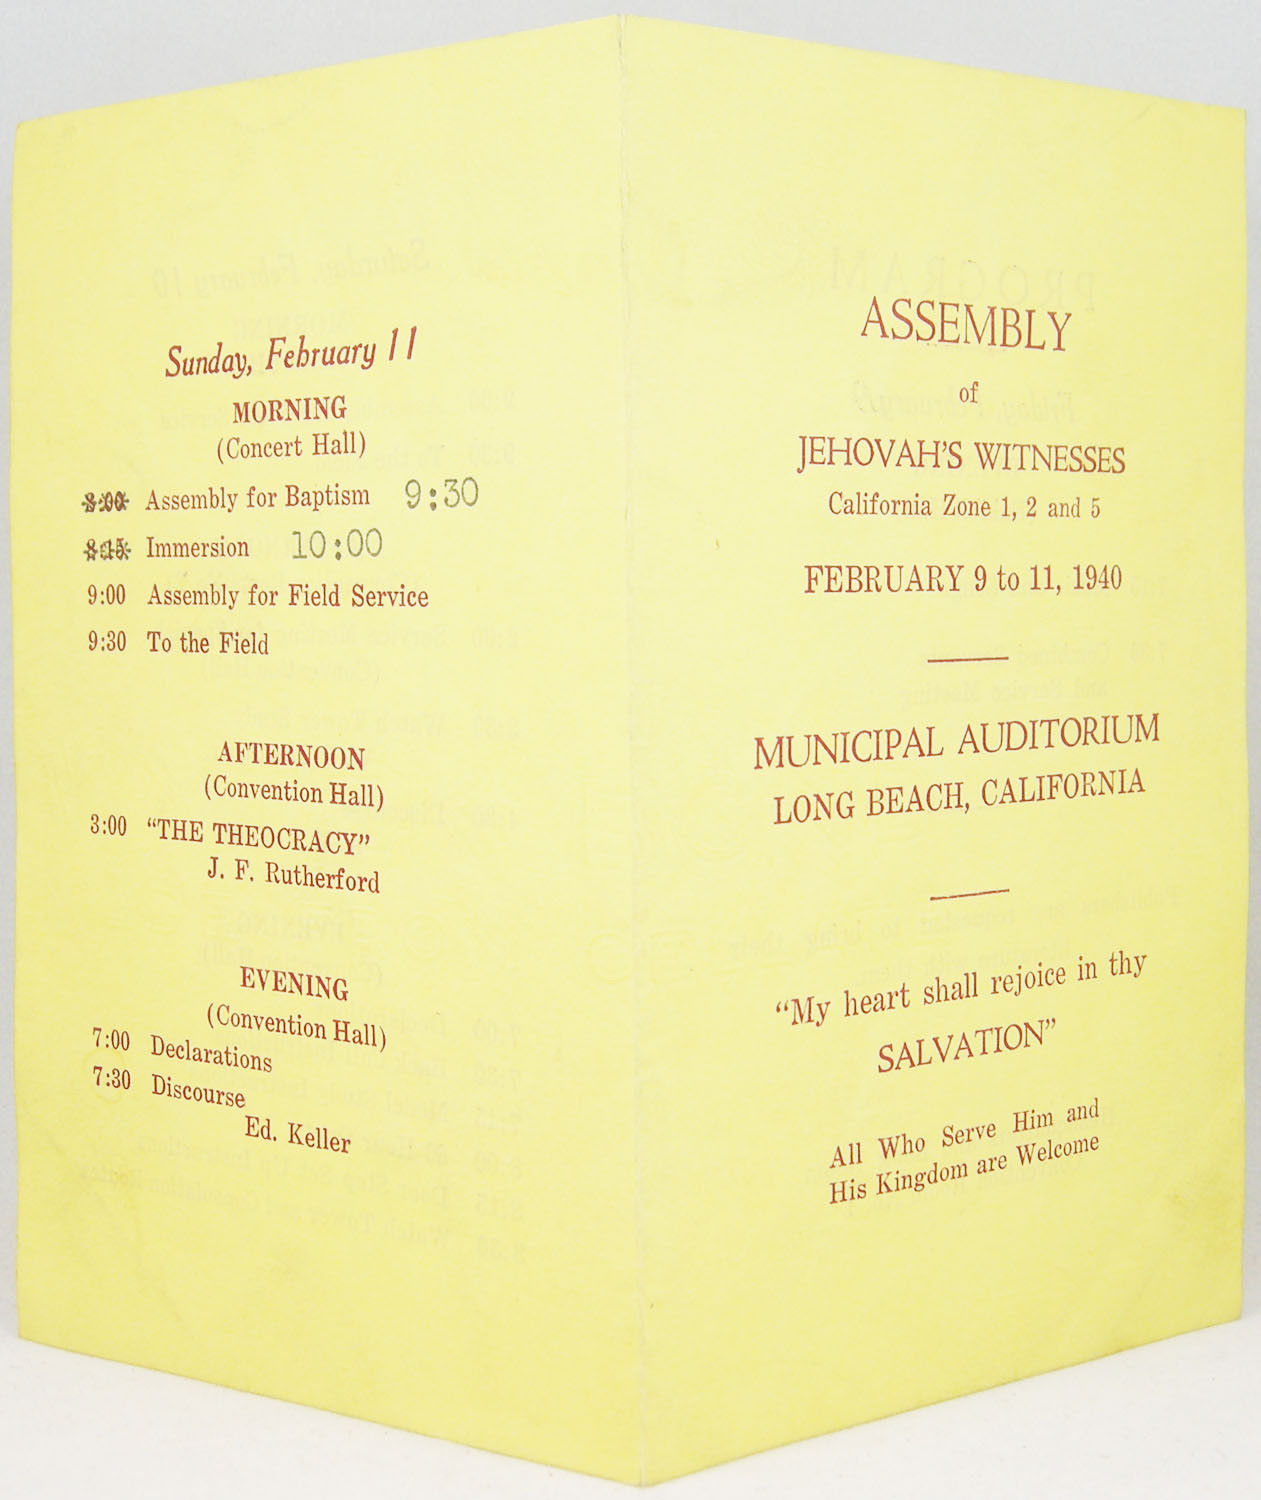 Sunday, February 11
MORNING
(Concert Hall)
8:00 Assembly for Baptism 9:30
8:15 Immersion 10:00
9:00 Assembly for Field Service
9:30 To the Field
AFTERNOON
(Convention Hall)
3:00 “THE THEOCRACY”
J. F. Rutherford
EVENING
(Convention Hall)
7:00 Declarations
7:30 Discourse
Ed. Keller
ASSEMBLY
of
JEHOVAH'S WITNESSES
California Zone 1, 2 and 5
FEBRUARY 9 to 11, 1940
MUNICIPAL AUDITORIUM
LONG BEACH, CALIFORNIA
“My heart shall rejoice in thy
SALVATION”
All Who Serve Him and
His Kingdom are Welcome